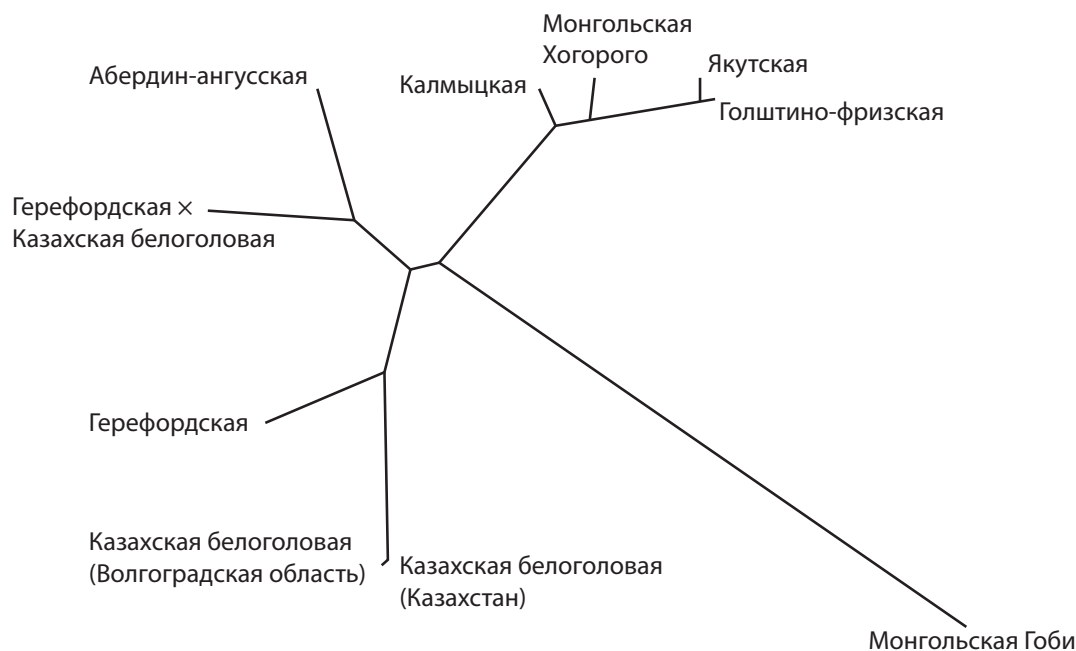 Монгольская
Хогорого
Якутская
Абердин-ангусская
Калмыцкая
Голштино-фризская
Герефордская ×
Казахская белоголовая
Герефордская
Казахская белоголовая
(Волгоградская область)
Казахская белоголовая
(Казахстан)
Монгольская Гоби